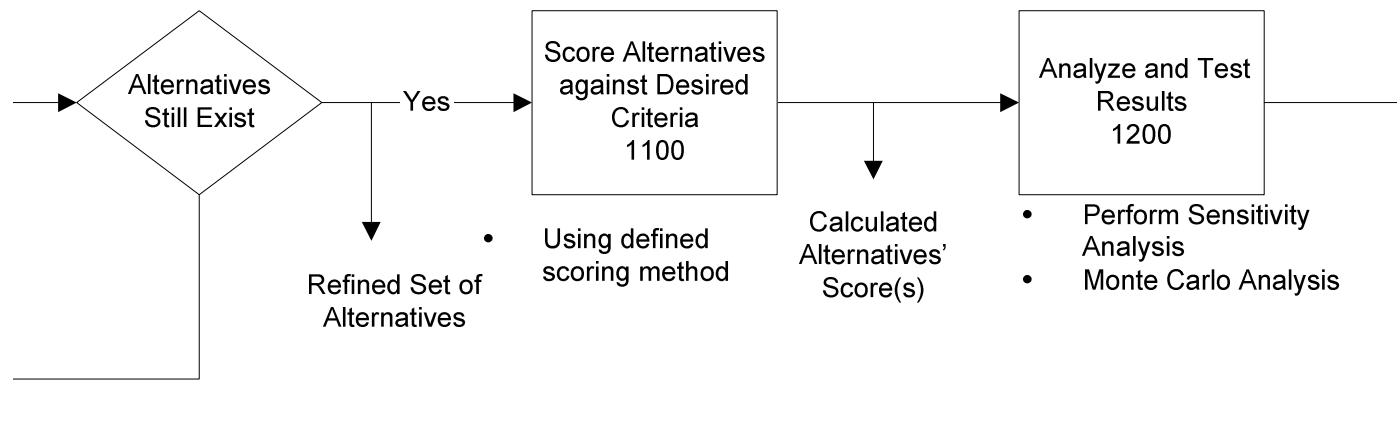 Alternatives
Still Exist
Yes
Refined Set of
Alternatives
Score Alternatives
against Desired
Criteria
1100
• Using defined
scoring method
Calculated
Alternatives’
Score(s)
Analyze and Test
Results
1200
• Perform Sensitivity
Analysis
• Monte Carlo Analysis